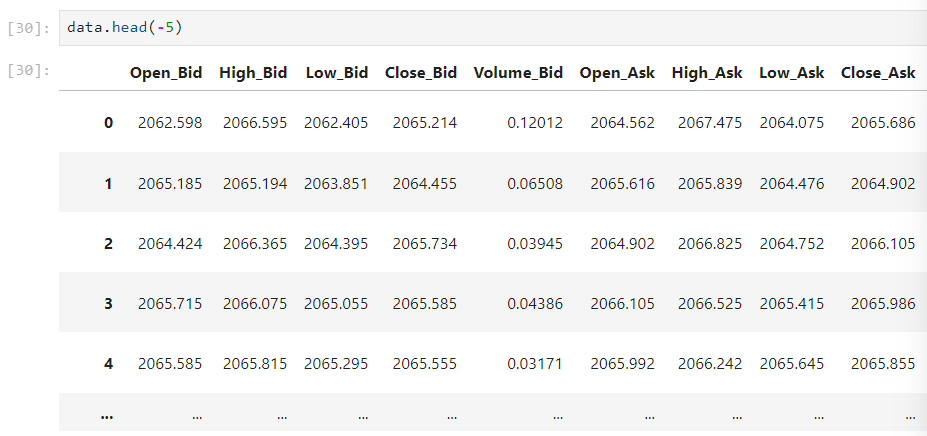 [30]: data.head(-5)
[30]:
Open_Bid High_Bid Low_Bid Close_Bid Volume_Bid Open_Ask High_Ask Low_Ask Close_Ask
0 2062.598 2066.595 2062.405 2065.214 0.12012 2064.562 2067.475 2064.075 2065.686
1 2065.185 2065.194 2063.851 2064.455 0.06508 2065.616 2065.839 2064.476 2064.902
2 2064.424 2066.365 2064.395 2065.734 0.03945 2064.902 2066.825 2064.752 2066.105
3 2065.715 2066.075 2065.055 2065.585 0.04386 2066.105 2066.525 2065.415 2065.986
4 2065.585 2065.815 2065.295 2065.555 0.03171 2065.992 2066.242 2065.645 2065.855
... ... ... ... ... ... ... ... ... ...